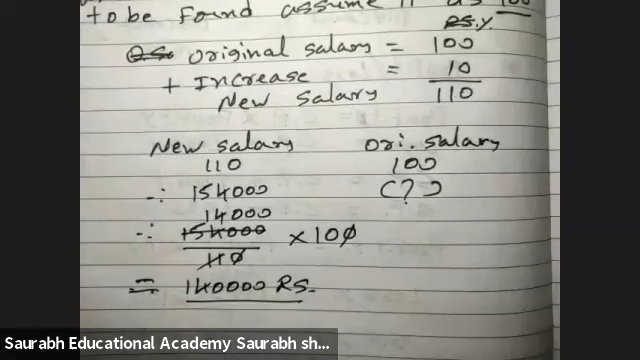 to be found assume it as 100
Rs.y.
Qs. original salary = 100
+ Increase = 10
New salary 110
New salary ori. salary
110 100
∴ 154000 (?)
14000
∴ 154000 × 100
110
= 140000 Rs.
Saurabh Educational Academy Saurabh sh...